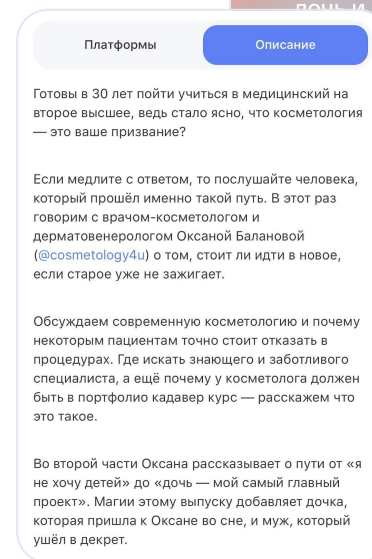 Платформы
Описание
Готовы в 30 лет пойти учиться в медицинский на
второе высшее, ведь стало ясно, что косметология
— это ваше призвание?
Если медлите с ответом, то послушайте человека,
который прошёл именно такой путь. В этот раз
говорим с врачом-косметологом и
дерматовенерологом Оксаной Балановой
(@cosmetology4u) о том, стоит ли идти в новое,
если старое уже не зажигает.
Обсуждаем современную косметологию и почему
некоторым пациентам точно стоит отказать в
процедурах. Где искать знающего и заботливого
специалиста, а ещё почему у косметолога должен
быть в портфолио кадавер курс — расскажем что
это такое.
Во второй части Оксана рассказывает о пути от «я
не хочу детей» до «дочь — мой самый главный
проект». Магии этому выпуску добавляет дочка,
которая пришла к Оксане во сне, и муж, который
ушёл в декрет.